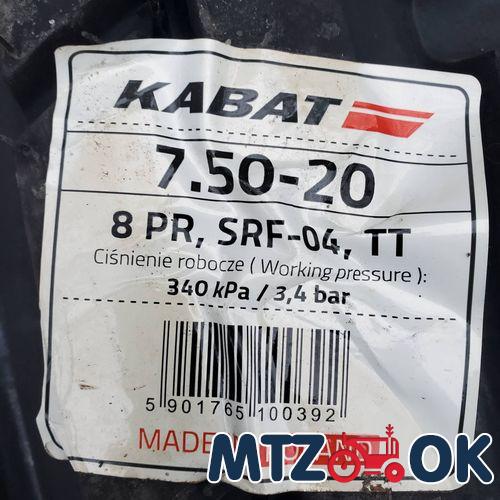 KABAT
7.50-20
8 PR, SRF-04, TT
Ciśnienie robocze ( Working pressure ):
340 kPa / 3,4 bar
5 901765 100392
MADE
MTZ OK